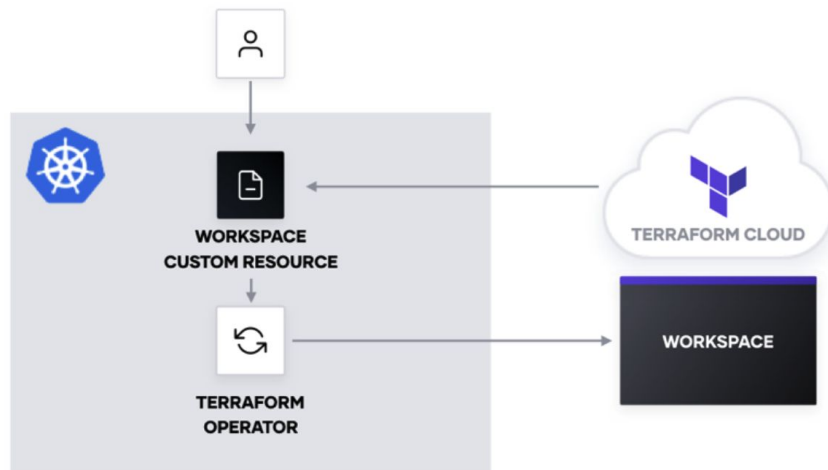 WORKSPACE
CUSTOM RESOURCE
TERRAFORM CLOUD
WORKSPACE
TERRAFORM
OPERATOR